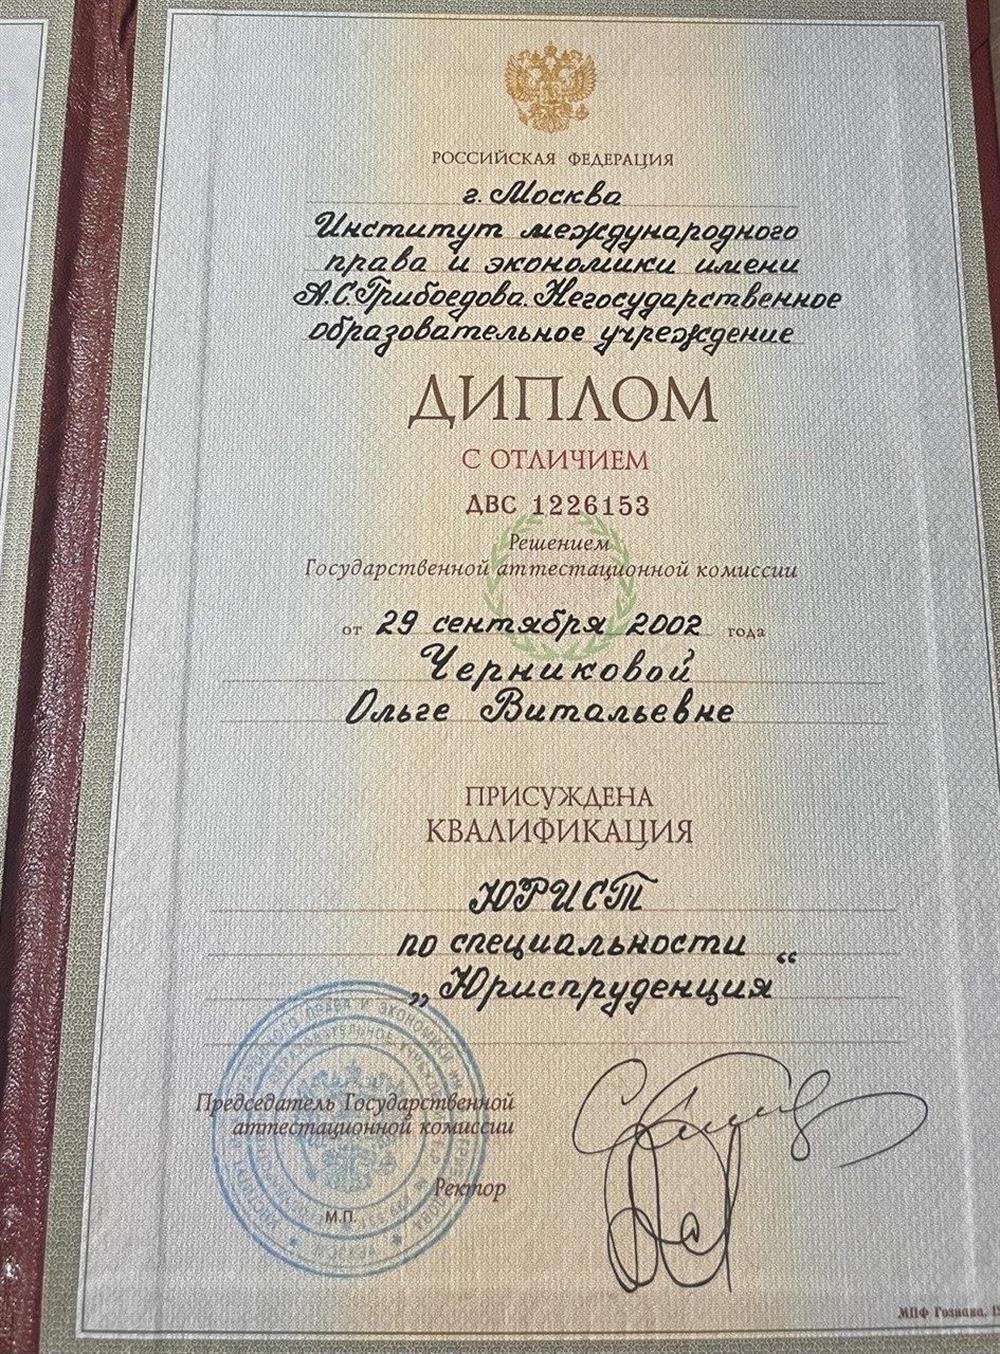 РОССИЙСКАЯ ФЕДЕРАЦИЯ
г. Москва
Институт международного
права и экономики имени
А.С.Грибоедова. Негосударственное
образовательное учреждение
ДИПЛОМ
С ОТЛИЧИЕМ
ДВС 1226153
Решением
Государственной аттестационной комиссии
от 29 сентября 2002 года
Черниковой
Ольге Витальевне
ПРИСУЖДЕНА
КВАЛИФИКАЦИЯ
ЮРИСТ
по специальности
„Юриспруденция“
Председатель Государственной
аттестационной комиссии
Ректор
М.П.
МПФ Гознака.